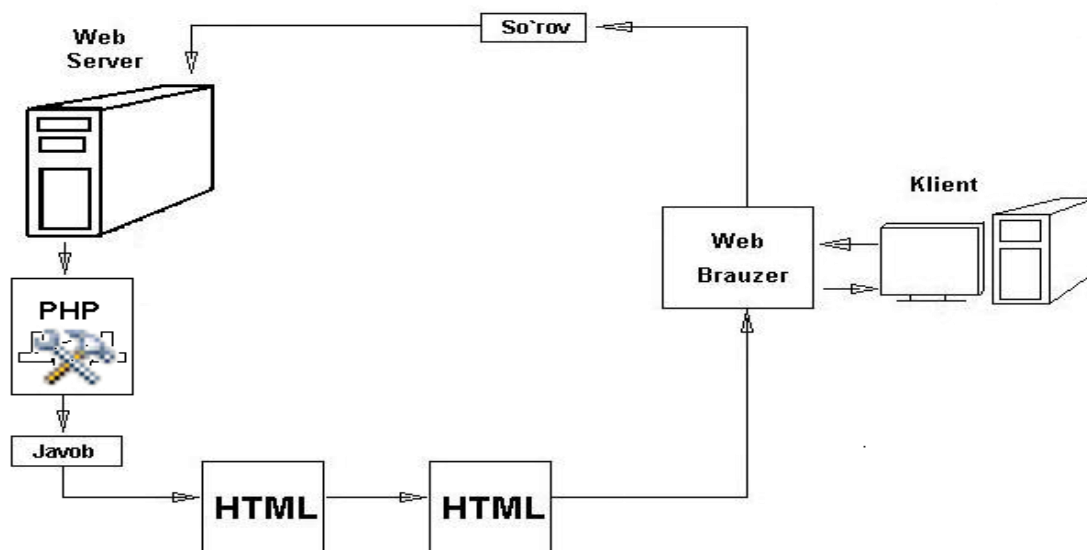 So`rov
Web
Server
Klient
Web
Brauzer
PHP
Javob
HTML
HTML